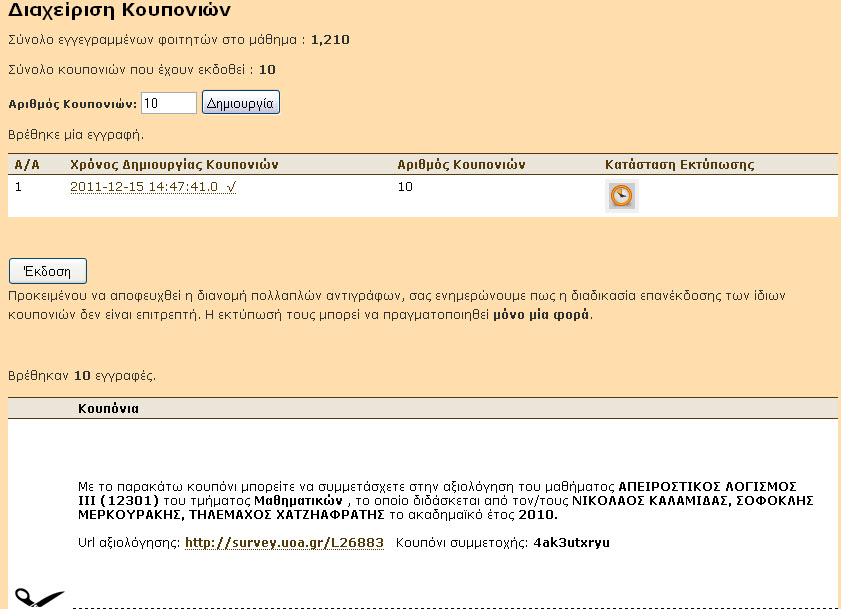 Διαχείριση Κουπονιών
Σύνολο εγγεγραμμένων φοιτητών στο μάθημα : 1,210
Σύνολο κουπονιών που έχουν εκδοθεί : 10
Αριθμός Κουπονιών: 10 Δημιουργία
Βρέθηκε μία εγγραφή.
Α/Α Χρόνος Δημιουργίας Κουπονιών Αριθμός Κουπονιών Κατάσταση Εκτύπωσης
1 2011-12-15 14:47:41.0 √ 10
Έκδοση
Προκειμένου να αποφευχθεί η διανομή πολλαπλών αντιγράφων, σας ενημερώνουμε πως η διαδικασία επανέκδοσης των ίδιων
κουπονιών δεν είναι επιτρεπτή. Η εκτύπωσή τους μπορεί να πραγματοποιηθεί μόνο μία φορά.
Βρέθηκαν 10 εγγραφές.
Κουπόνια
Με το παρακάτω κουπόνι μπορείτε να συμμετάσχετε στην αξιολόγηση του μαθήματος ΑΠΕΙΡΟΣΤΙΚΟΣ ΛΟΓΙΣΜΟΣ
ΙΙΙ (12301) του τμήματος Μαθηματικών , το οποίο διδάσκεται από τον/τους ΝΙΚΟΛΑΟΣ ΚΑΛΑΜΙΔΑΣ, ΣΟΦΟΚΛΗΣ
ΜΕΡΚΟΥΡΑΚΗΣ, ΤΗΛΕΜΑΧΟΣ ΧΑΤΖΗΑΦΡΑΤΗΣ το ακαδημαϊκό έτος 2010.
Url αξιολόγησης: http://survey.uoa.gr/L26883 Κουπόνι συμμετοχής: 4ak3utxryu